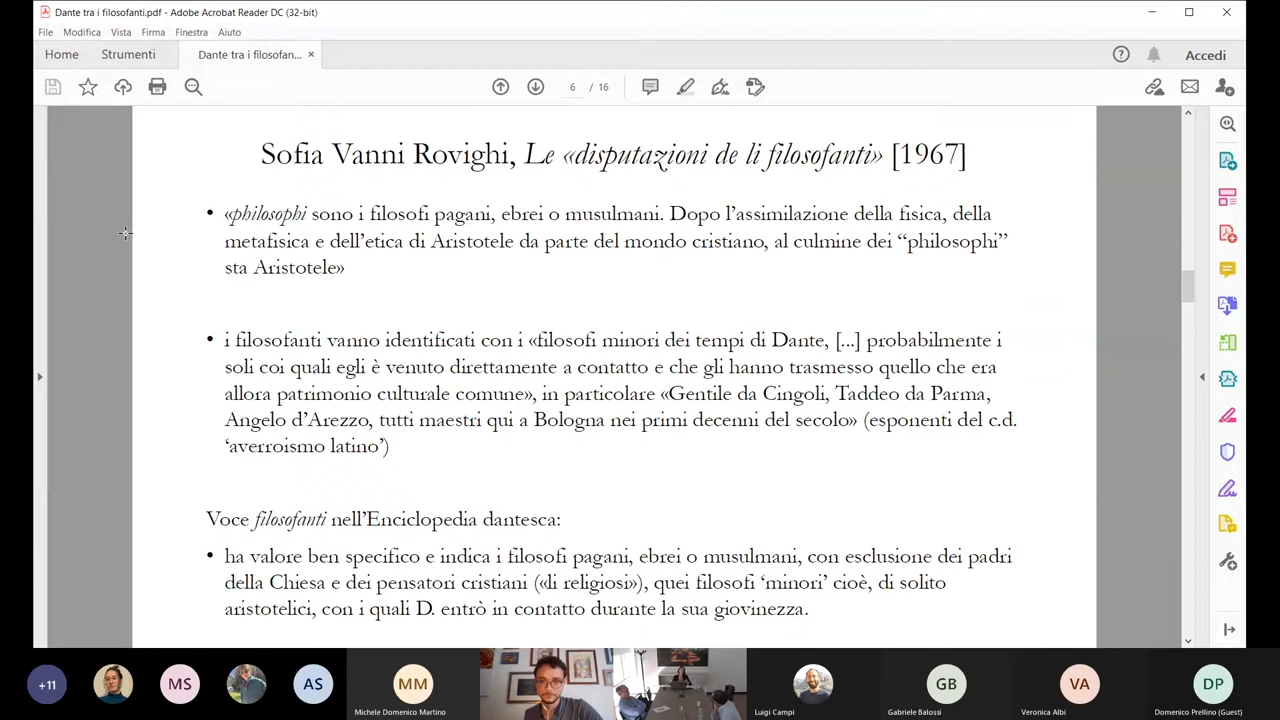 Dante tra i filosofanti.pdf - Adobe Acrobat Reader DC (32-bit)
File Modifica Vista Firma Finestra Aiuto
Home Strumenti Dante tra i filosofan... × Accedi
6 / 16
Sofia Vanni Rovighi, Le «disputazioni de li filosofanti» [1967]
• «philosophi sono i filosofi pagani, ebrei o musulmani. Dopo l’assimilazione della fisica, della
metafisica e dell’etica di Aristotele da parte del mondo cristiano, al culmine dei “philosophi”
sta Aristotele»
• i filosofanti vanno identificati con i «filosofi minori dei tempi di Dante, [...] probabilmente i
soli coi quali egli è venuto direttamente a contatto e che gli hanno trasmesso quello che era
allora patrimonio culturale comune», in particolare «Gentile da Cingoli, Taddeo da Parma,
Angelo d’Arezzo, tutti maestri qui a Bologna nei primi decenni del secolo» (esponenti del c.d.
‘averroismo latino’)
Voce filosofanti nell’Enciclopedia dantesca:
• ha valore ben specifico e indica i filosofi pagani, ebrei o musulmani, con esclusione dei padri
della Chiesa e dei pensatori cristiani («li religiosi»), quei filosofi ‘minori’ cioè, di solito
aristotelici, con i quali D. entrò in contatto durante la sua giovinezza.
+11 MS AS MM GB VA DP
Michele Domenico Martino Luigi Campi Gabriele Balossi Veronica Albi Domenico Prellino (Guest)